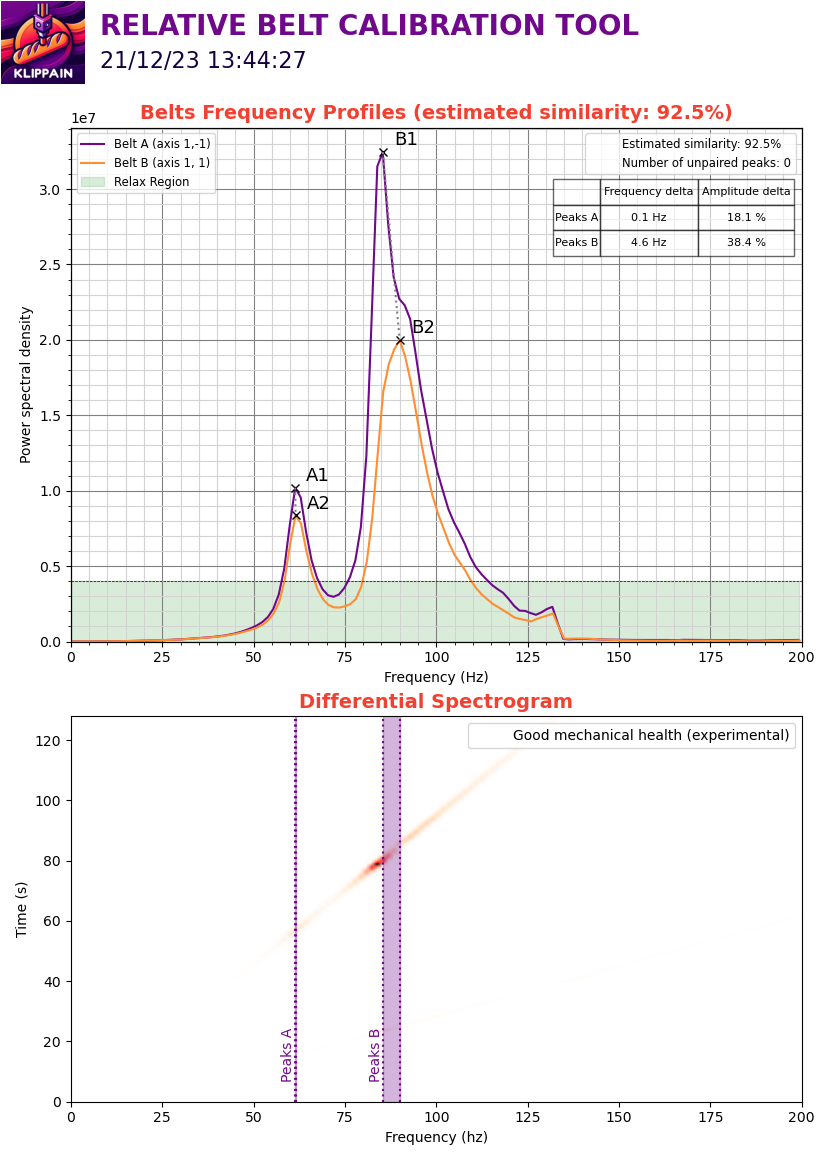 KLIPPAIN
RELATIVE BELT CALIBRATION TOOL
21/12/23 13:44:27
Belts Frequency Profiles (estimated similarity: 92.5%)
1e7
Belt A (axis 1,-1)
Belt B (axis 1, 1)
Relax Region
Estimated similarity: 92.5%
Number of unpaired peaks: 0
Frequency delta Amplitude delta
Peaks A 0.1 Hz 18.1 %
Peaks B 4.6 Hz 38.4 %
B1
B2
A1
A2
Power spectral density
3.0
2.5
2.0
1.5
1.0
0.5
0.0
0 25 50 75 100 125 150 175 200
Frequency (Hz)
Differential Spectrogram
Good mechanical health (experimental)
Time (s)
120
100
80
60
40
20
0
Peaks A
Peaks B
0 25 50 75 100 125 150 175 200
Frequency (hz)